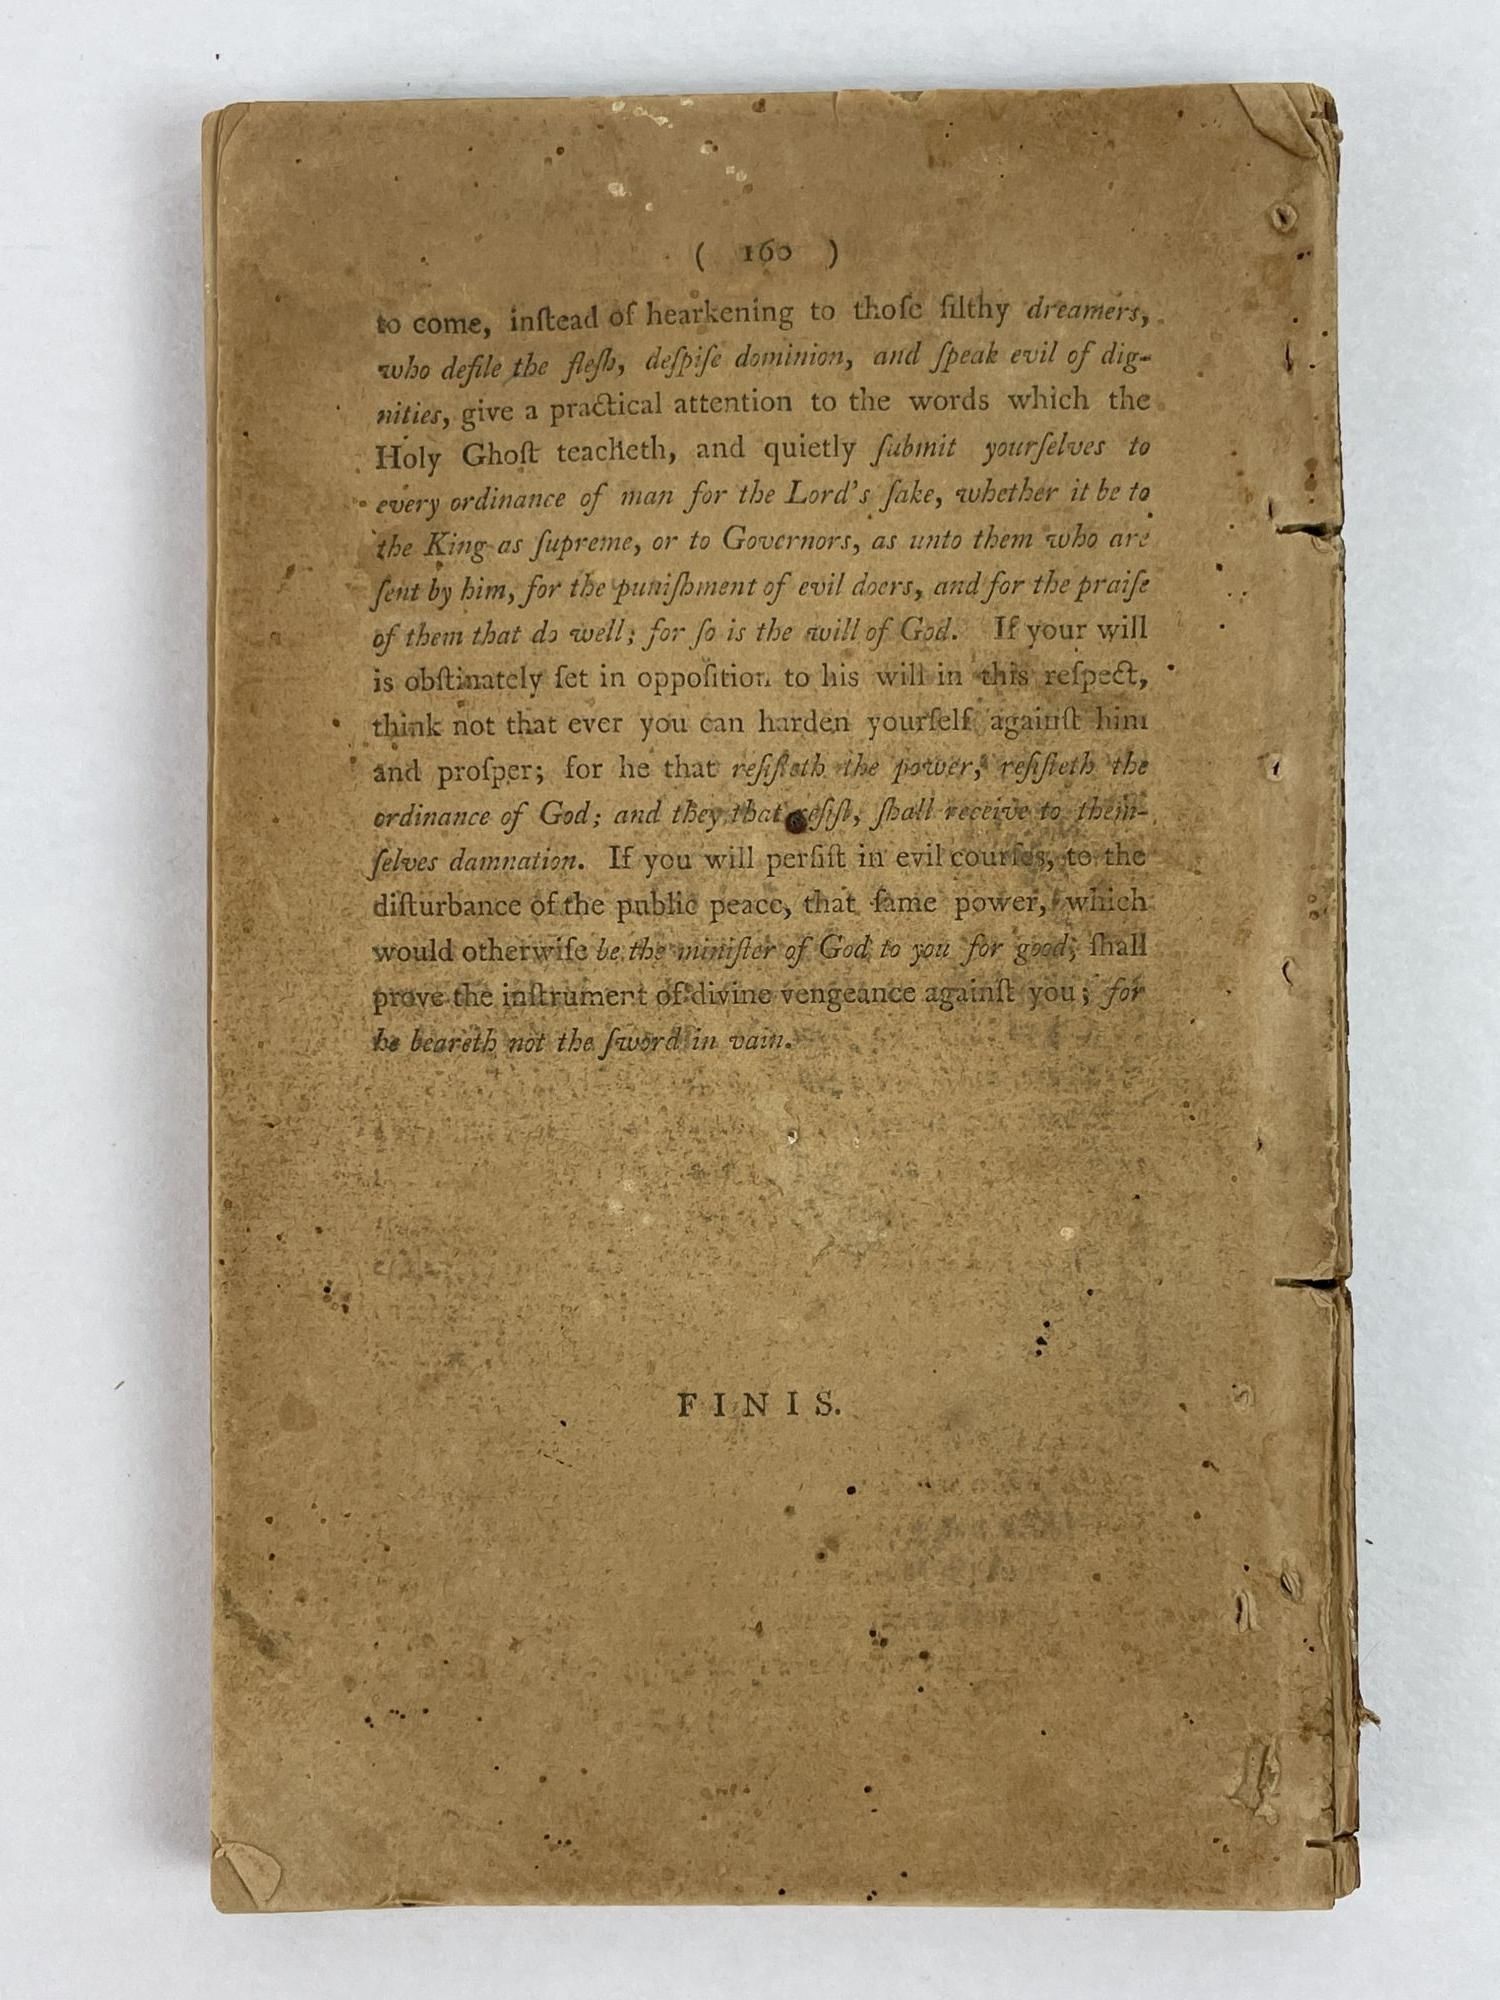 ( 160 )
to come, inſtead of hearkening to thoſe filthy dreamers,
who defile the fleſh, deſpiſe dominion, and ſpeak evil of dig-
nities, give a practical attention to the words which the
Holy Ghoſt teacheth, and quietly ſubmit yourſelves to
every ordinance of man for the Lord's ſake, whether it be to
the King as ſupreme, or to Governors, as unto them who are
ſent by him, for the puniſhment of evil doers, and for the praiſe
of them that do well; for ſo is the will of God. If your will
is obſtinately ſet in oppoſition to his will in this reſpect,
think not that ever you can harden yourſelf againſt him
and proſper; for he that reſiſteth the power, reſiſteth the
ordinance of God; and they that reſiſt, ſhall receive to them-
ſelves damnation. If you will perſiſt in evil courſes, to the
diſturbance of the public peace, that ſame power, which
would otherwiſe be the miniſter of God to you for good; ſhall
prove the inſtrument of divine vengeance againſt you; for
he beareth not the ſword in vain.
FINIS.